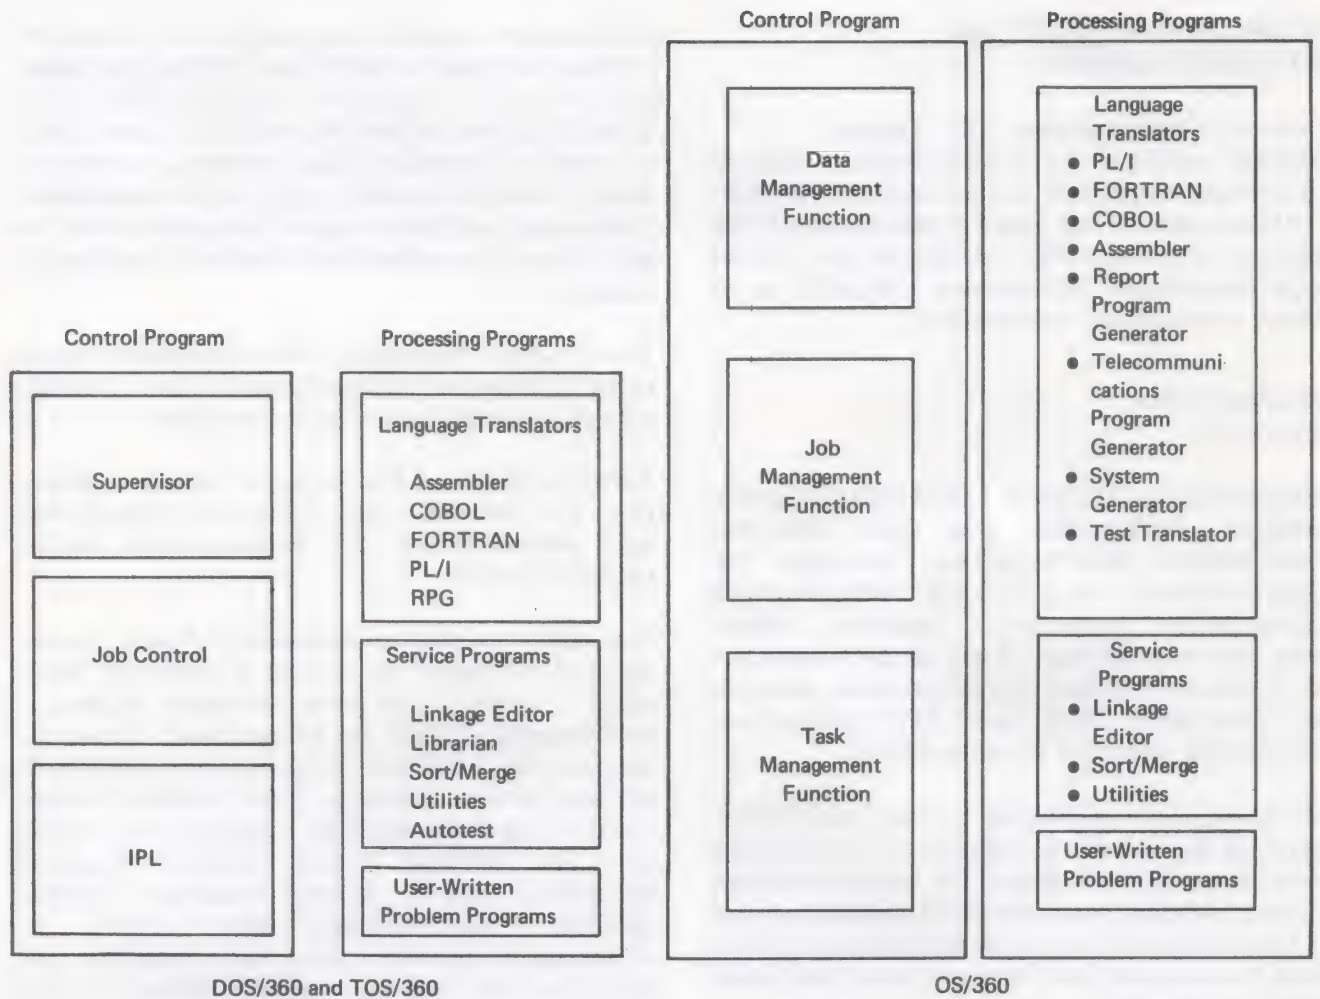 Control Program
Processing Programs
Supervisor
Job Control
IPL
Language Translators
Assembler
COBOL
FORTRAN
PL/I
RPG
Service Programs
Linkage Editor
Librarian
Sort/Merge
Utilities
Autotest
User-Written
Problem Programs
DOS/360 and TOS/360
Control Program
Processing Programs
Data
Management
Function
Job
Management
Function
Task
Management
Function
Language
Translators
● PL/I
● FORTRAN
● COBOL
● Assembler
● Report
Program
Generator
● Telecommuni-
cations
Program
Generator
● System
Generator
● Test Translator
Service
Programs
● Linkage
Editor
● Sort/Merge
● Utilities
User-Written
Problem Programs
OS/360